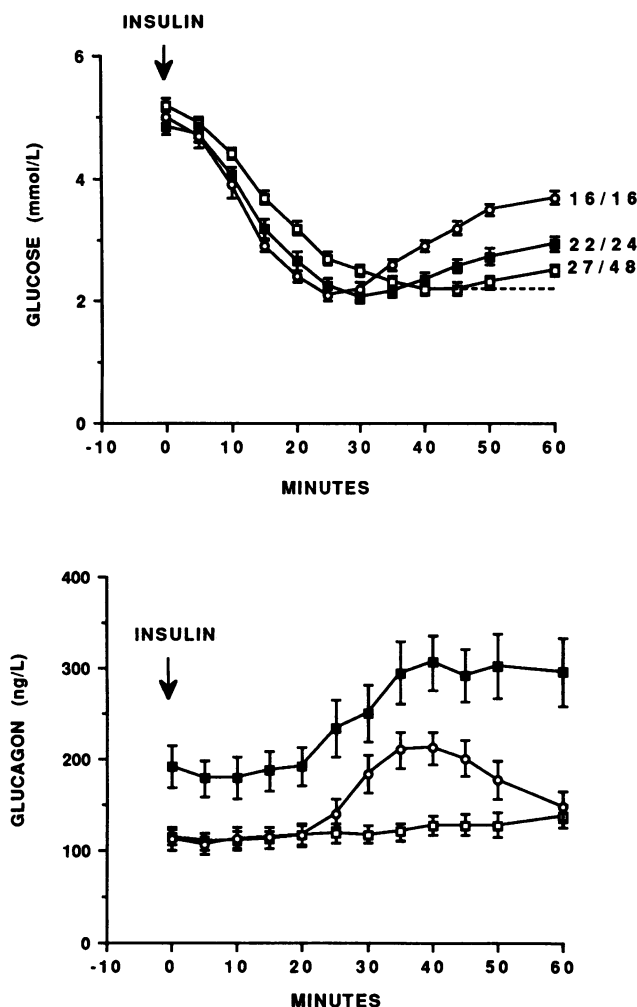 INSULIN
6
4
2
0
GLUCOSE (mmol/L)
16/16
22/24
27/48
-10 0 10 20 30 40 50 60
MINUTES
400
300
200
100
0
GLUCAGON (ng/L)
INSULIN
-10 0 10 20 30 40 50 60
MINUTES